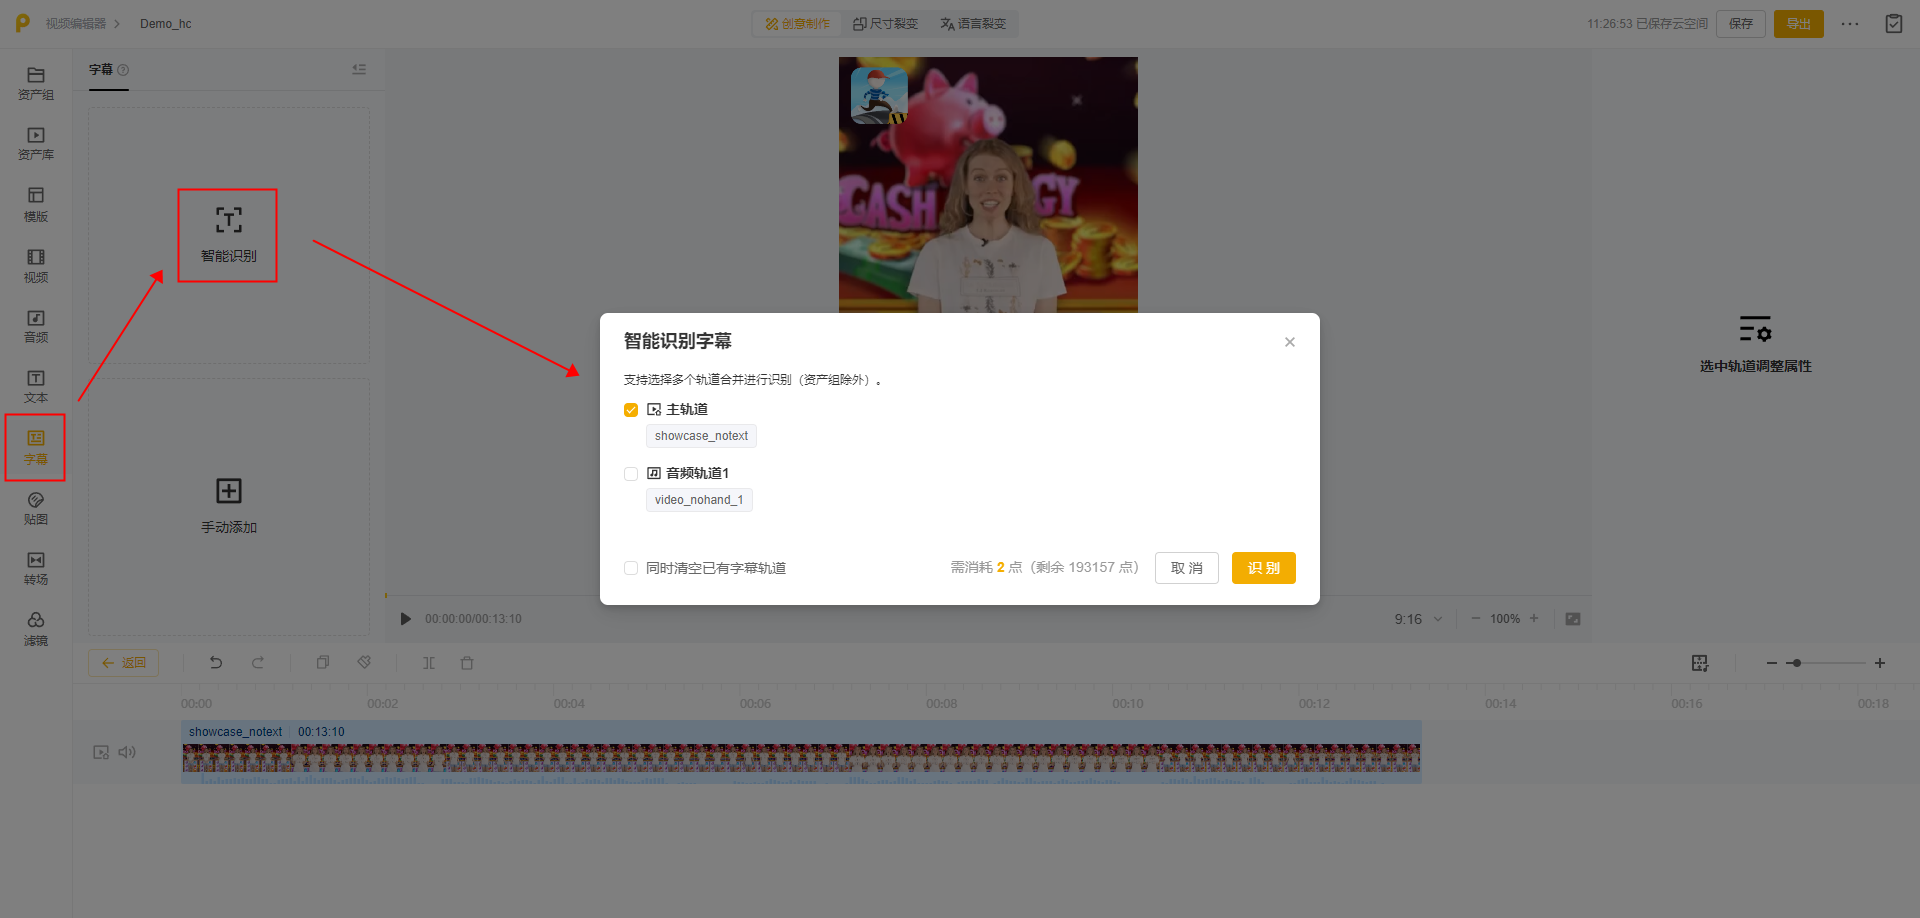 视频编辑器
Demo_hc
创意制作
尺寸裂变
语言裂变
11:26:53 已保存云空间
保存
导出
资产组
资产库
模版
视频
音频
文本
字幕
贴图
转场
滤镜
字幕
智能识别
手动添加
CASH
GY
智能识别字幕
支持选择多个轨道合并进行识别（资产组除外）。
主轨道
showcase_notext
音频轨道1
video_nohand_1
同时清空已有字幕轨道
需消耗 2 点（剩余 193157 点）
取 消
识 别
选中轨道调整属性
00:00:00/00:13:10
9:16
100%
返回
00:00
00:02
00:04
00:06
00:08
00:10
00:12
00:14
00:16
00:18
showcase_notext
00:13:10